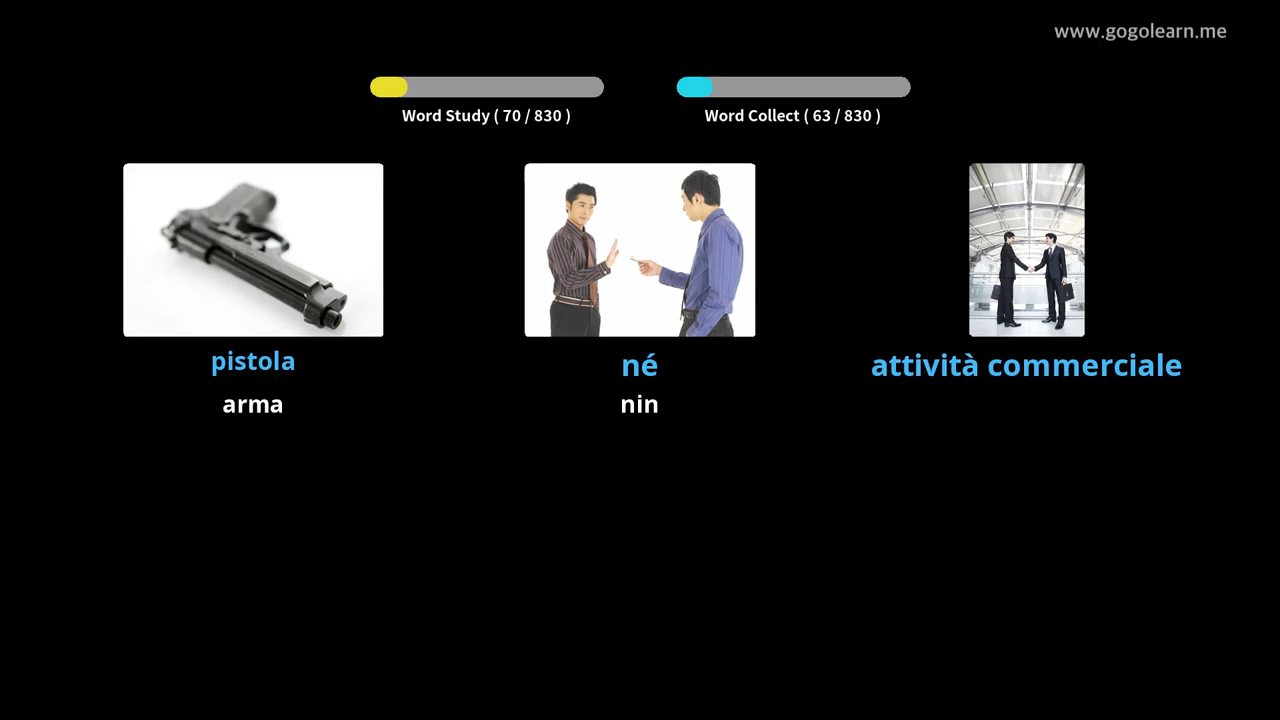 www.gogolearn.me
Word Study ( 70 / 830 )
Word Collect ( 63 / 830 )
pistola
arma
né
nin
attività commerciale